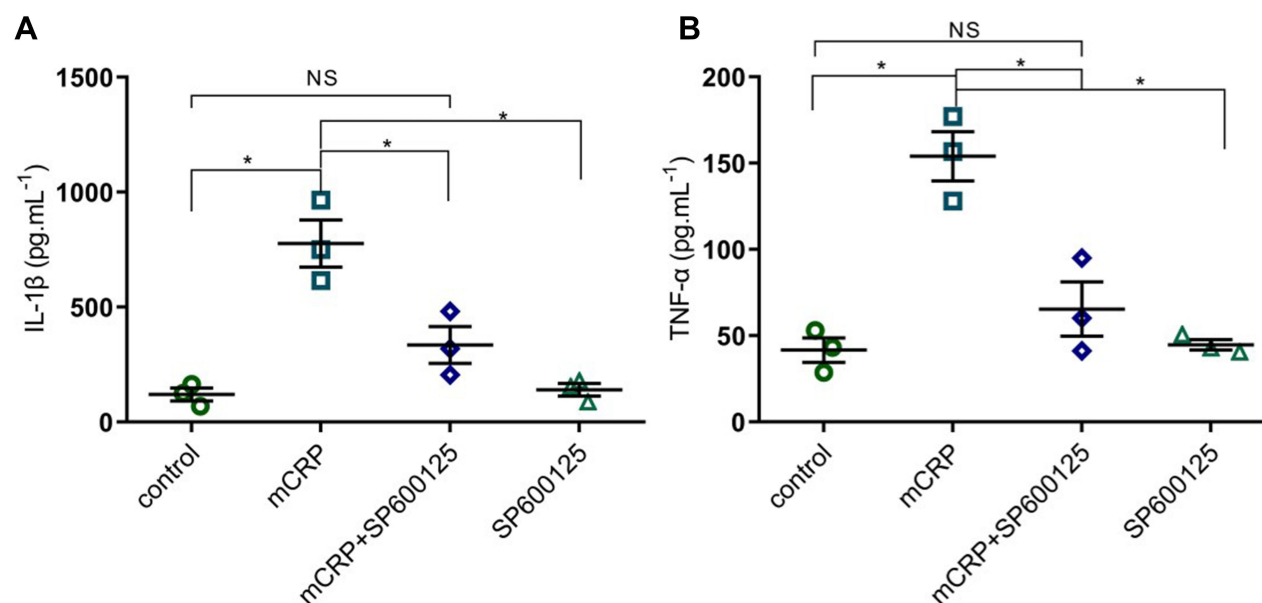 A
NS
*
*
*
IL-1β (pg.mL⁻¹)
1500
1000
500
0
control
mCRP
mCRP+SP600125
SP600125
B
NS
*
*
*
TNF-α (pg.mL⁻¹)
200
150
100
50
0
control
mCRP
mCRP+SP600125
SP600125